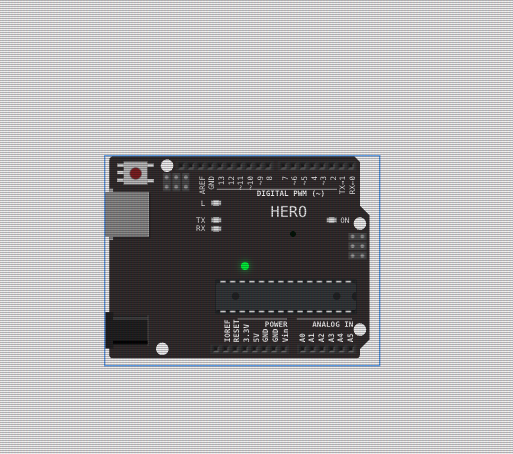 AREF
GND
13
12
~11
~10
~9
8
7
~6
~5
4
~3
2
TX→1
RX←0
DIGITAL PWM (~)
L
HERO
TX
RX
ON
POWER
ANALOG IN
IOREF
RESET
3.3V
5V
GND
GND
Vin
A0
A1
A2
A3
A4
A5